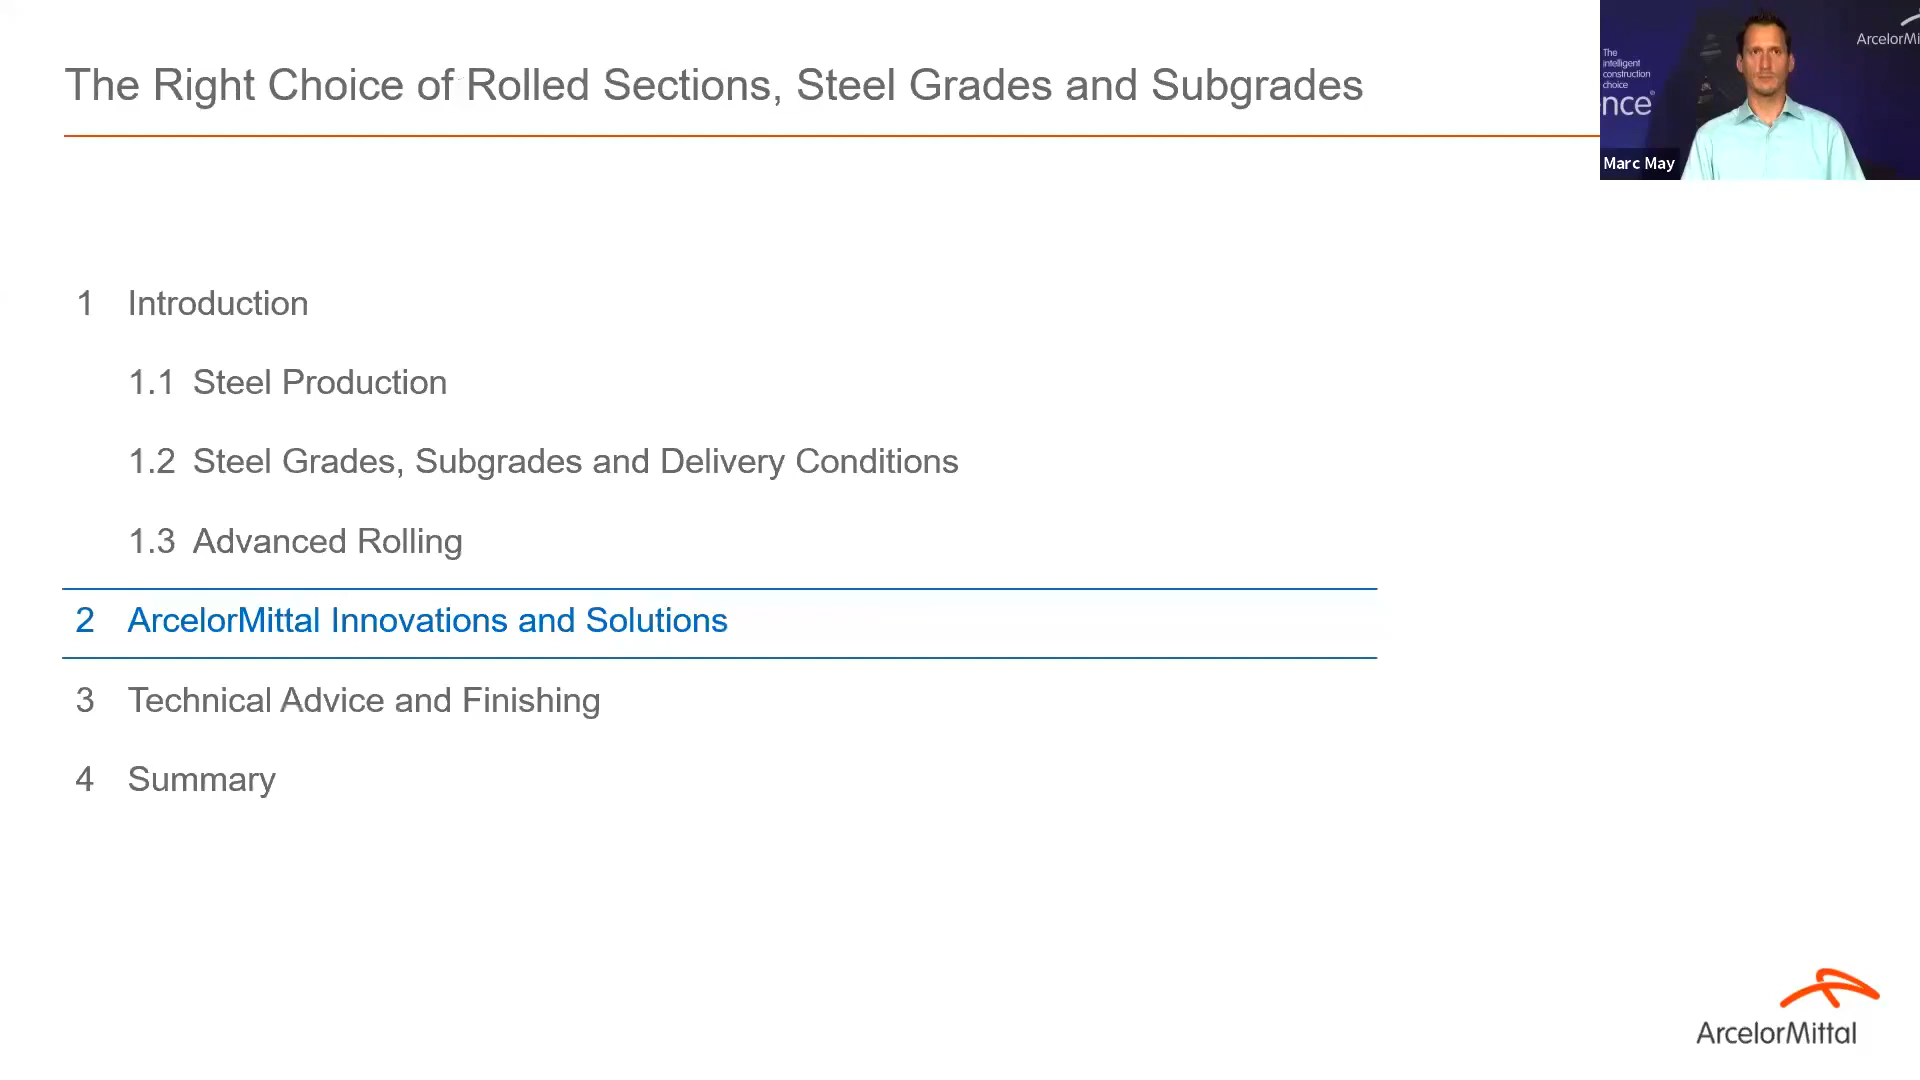 The Right Choice of Rolled Sections, Steel Grades and Subgrades
ArcelorMi
The
intelligent
construction
choice
nce®
Marc May
1 Introduction
1.1 Steel Production
1.2 Steel Grades, Subgrades and Delivery Conditions
1.3 Advanced Rolling
2 ArcelorMittal Innovations and Solutions
3 Technical Advice and Finishing
4 Summary
ArcelorMittal